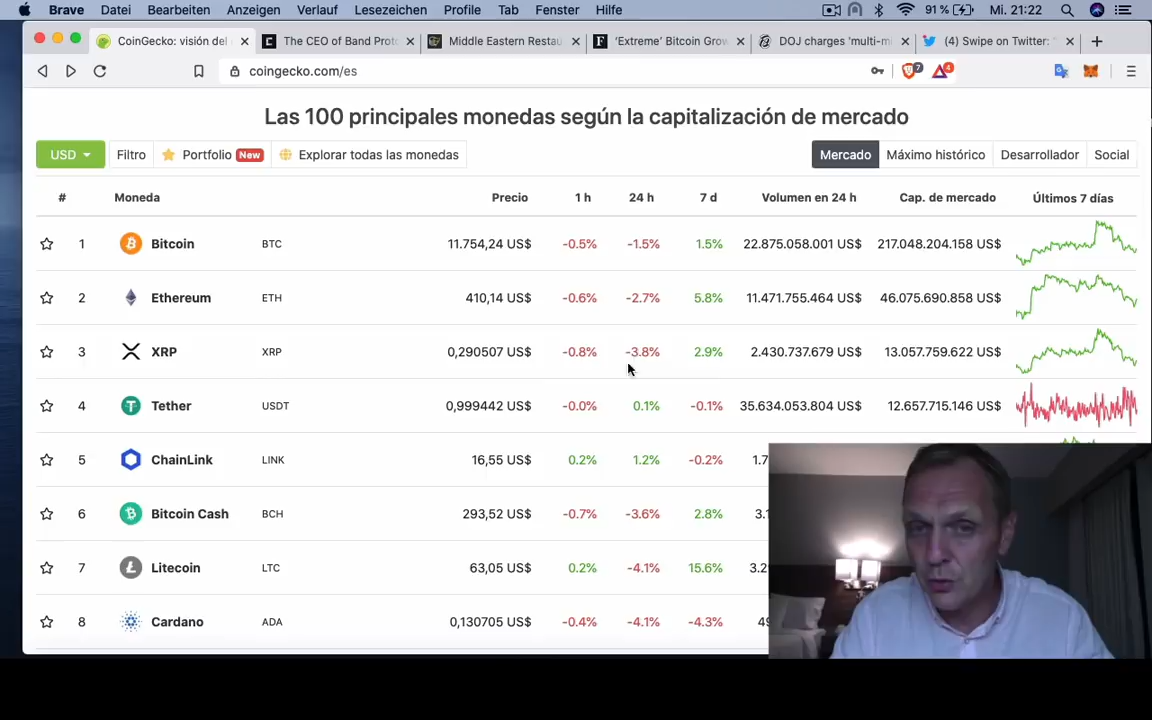 Brave Datei Bearbeiten Anzeigen Verlauf Lesezeichen Profile Tab Fenster Hilfe 91 % Mi. 21:22
CoinGecko: visión del The CEO of Band Proto Middle Eastern Restau 'Extreme' Bitcoin Grow DOJ charges 'multi-mi (4) Swipe on Twitter: "
coingecko.com/es 7 4
Las 100 principales monedas según la capitalización de mercado
USD Filtro Portfolio New Explorar todas las monedas Mercado Máximo histórico Desarrollador Social
# Moneda Precio 1 h 24 h 7 d Volumen en 24 h Cap. de mercado Últimos 7 días
1 Bitcoin BTC 11.754,24 US$ -0.5% -1.5% 1.5% 22.875.058.001 US$ 217.048.204.158 US$
2 Ethereum ETH 410,14 US$ -0.6% -2.7% 5.8% 11.471.755.464 US$ 46.075.690.858 US$
3 XRP XRP 0,290507 US$ -0.8% -3.8% 2.9% 2.430.737.679 US$ 13.057.759.622 US$
4 Tether USDT 0,999442 US$ -0.0% 0.1% -0.1% 35.634.053.804 US$ 12.657.715.146 US$
5 ChainLink LINK 16,55 US$ 0.2% 1.2% -0.2% 1.7
6 Bitcoin Cash BCH 293,52 US$ -0.7% -3.6% 2.8% 3.1
7 Litecoin LTC 63,05 US$ 0.2% -4.1% 15.6% 3.2
8 Cardano ADA 0,130705 US$ -0.4% -4.1% -4.3% 49